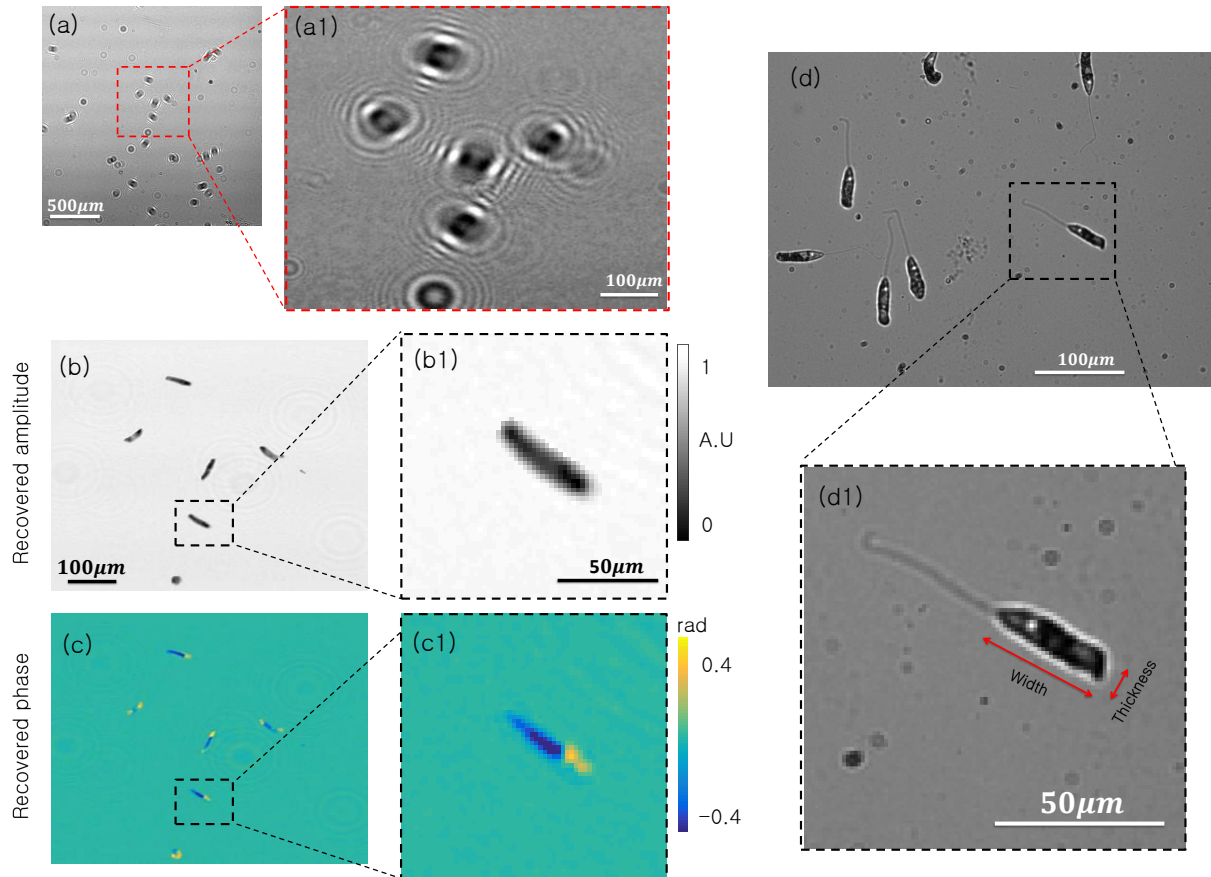 (a)
500μm
(a1)
100μm
(d)
100μm
Recovered amplitude
(b)
100μm
(b1)
50μm
1
A.U
0
Recovered phase
(c)
(c1)
rad
0.4
-0.4
(d1)
Width
Thickness
50μm